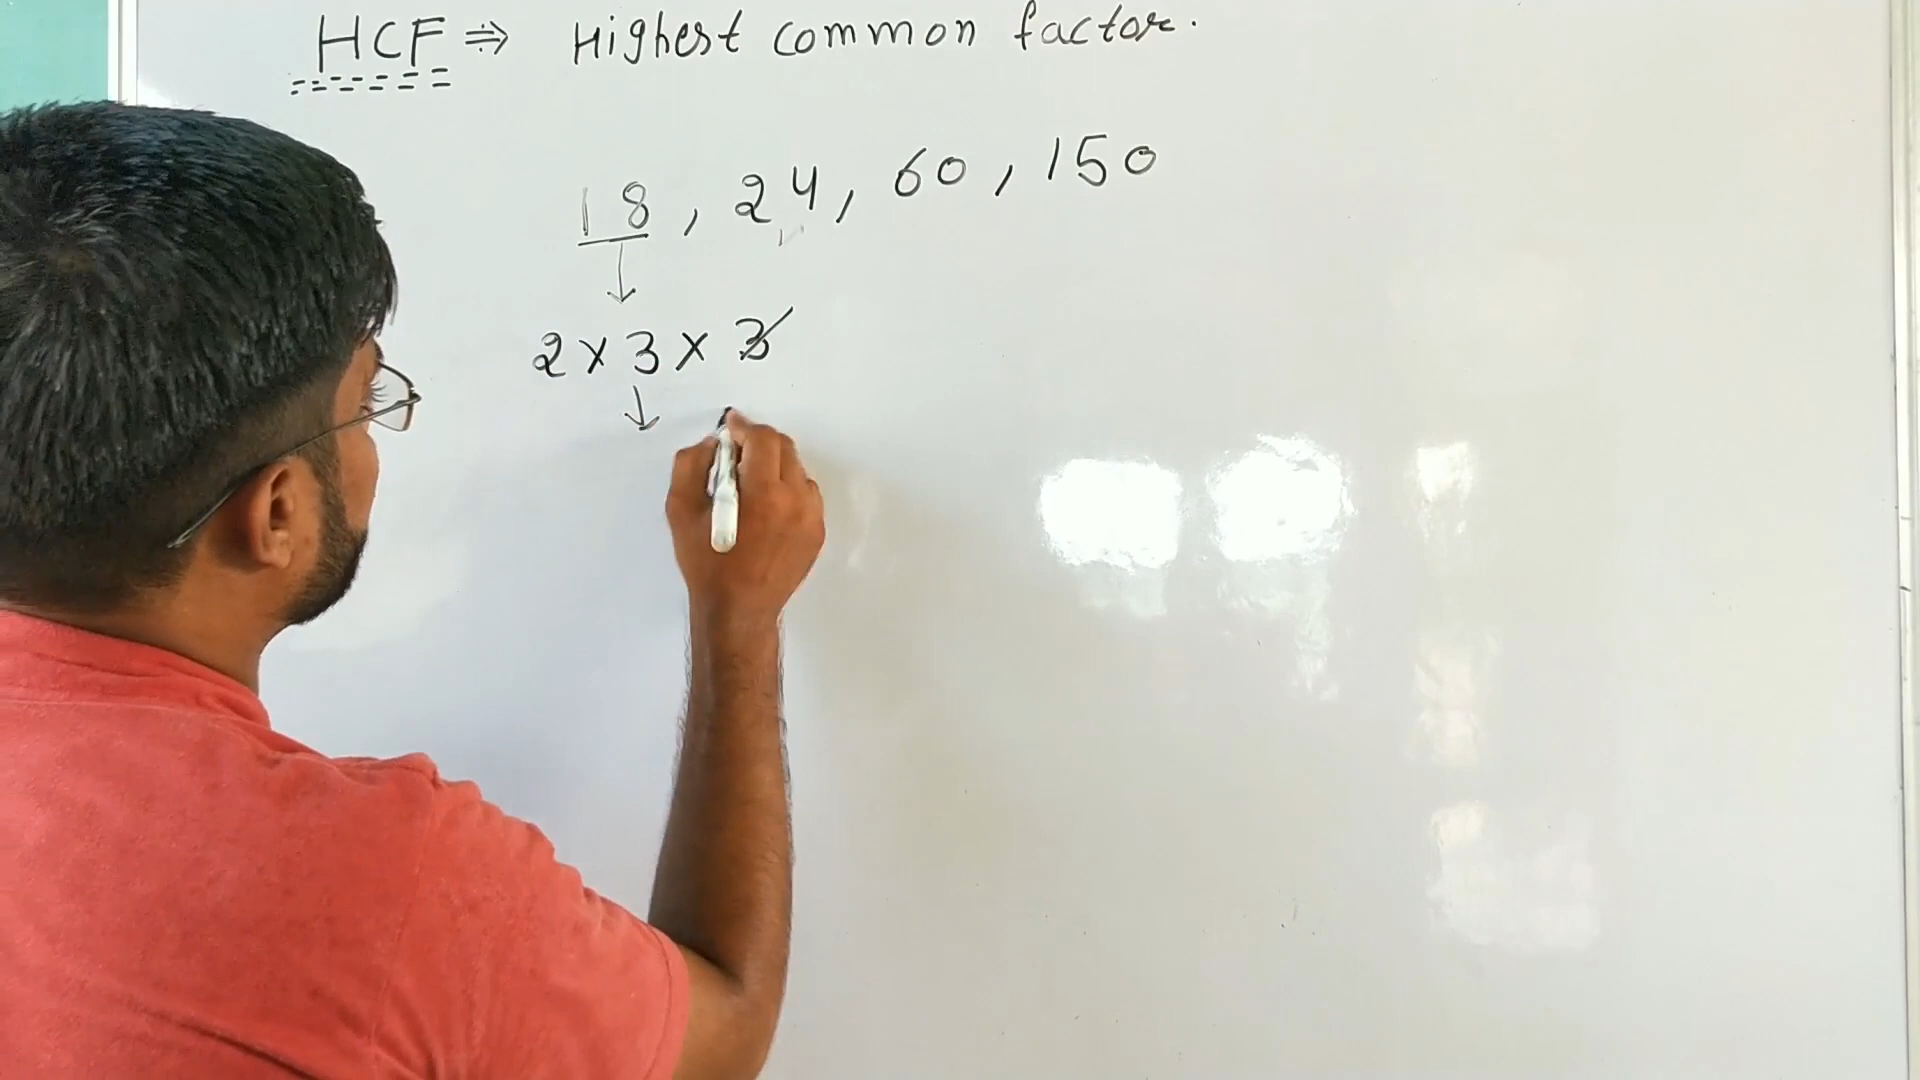 HCF ⇒ Highest common factor.
18, 24, 60, 150
↓
2 × 3 × 3
↓